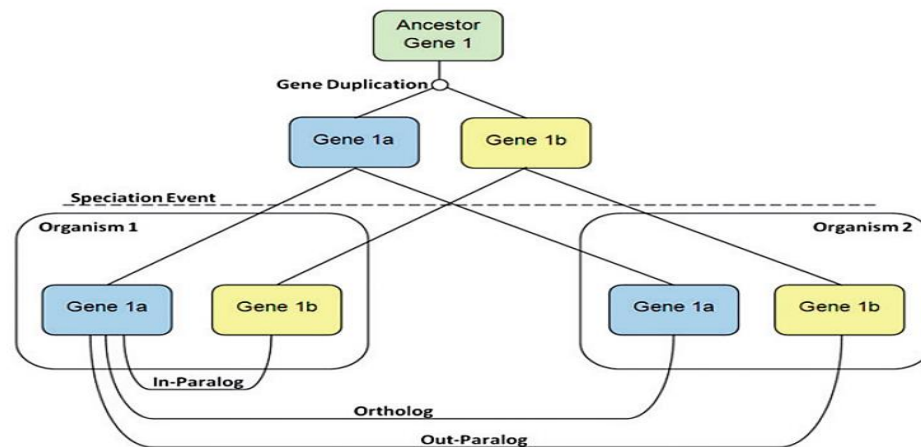 Ancestor
Gene 1
Gene Duplication
Gene 1a
Gene 1b
Speciation Event
Organism 1
Organism 2
Gene 1a
Gene 1b
Gene 1a
Gene 1b
In-Paralog
Ortholog
Out-Paralog